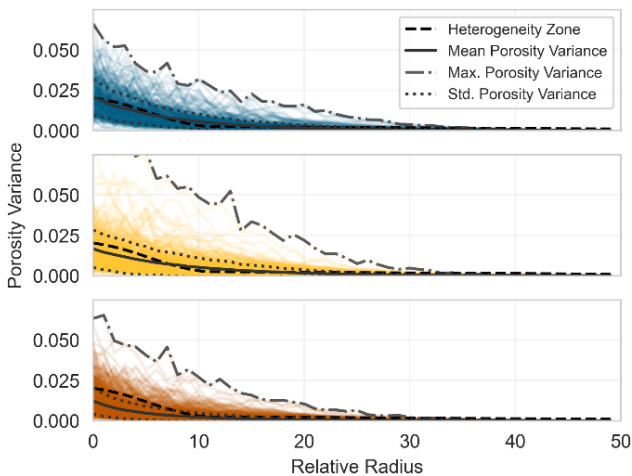 0.050
0.025
0.000
Heterogeneity Zone
Mean Porosity Variance
Max. Porosity Variance
Std. Porosity Variance
Porosity Variance
0.050
0.025
0.000
0.050
0.025
0.000
0 10 20 30 40 50
Relative Radius